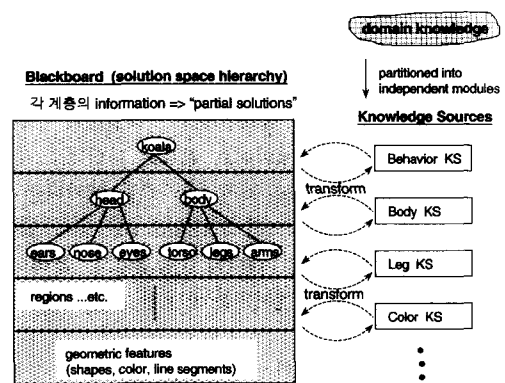 domain knowledge
partitioned into
independent modules
Blackboard (solution space hierarchy)
각 계층의 information => “partial solutions”
Knowledge Sources
koala
Behavior KS
transform
head
body
Body KS
ears
nose
eyes
torso
legs
arms
Leg KS
regions ...etc.
transform
Color KS
geometric features
(shapes, color, line segments)